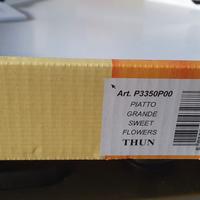 Art. P3350P00
PIATTO
GRANDE
SWEET
FLOWERS
THUN